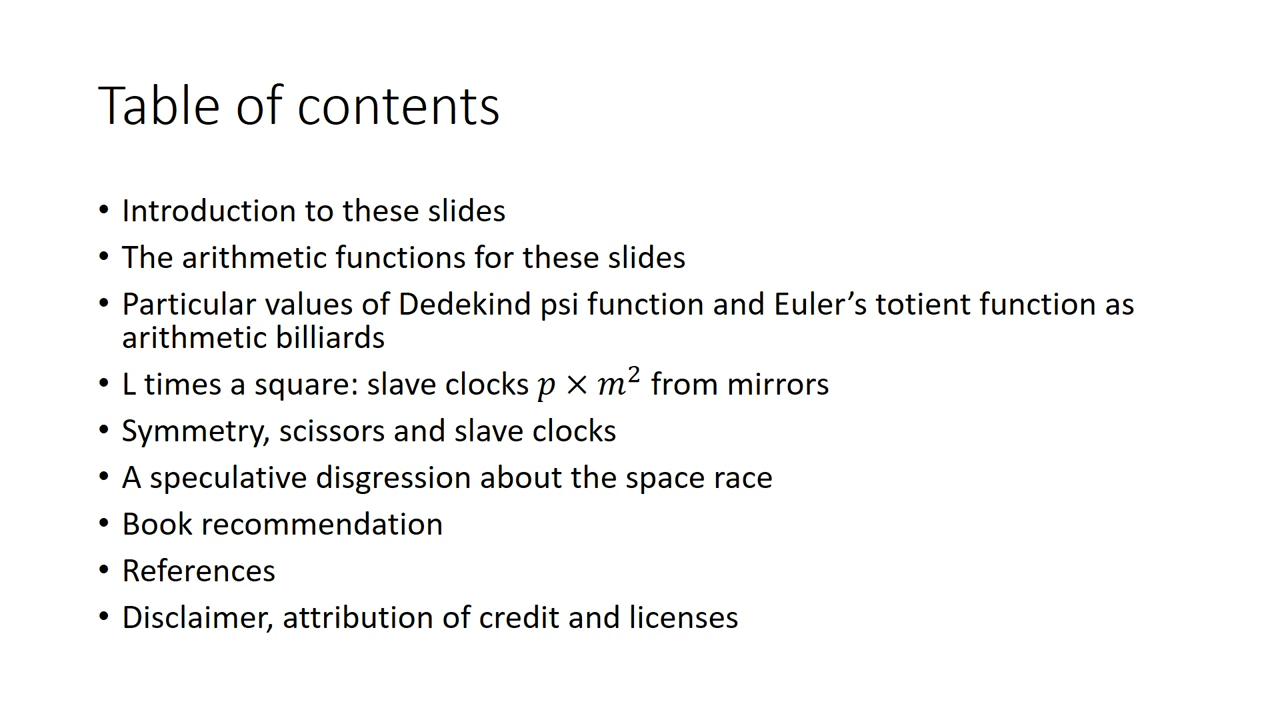 Table of contents
• Introduction to these slides
• The arithmetic functions for these slides
• Particular values of Dedekind psi function and Euler’s totient function as
arithmetic billiards
• L times a square: slave clocks p × m² from mirrors
• Symmetry, scissors and slave clocks
• A speculative disgression about the space race
• Book recommendation
• References
• Disclaimer, attribution of credit and licenses